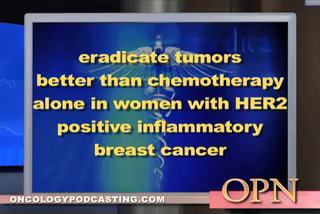 eradicate tumors
better than chemotherapy
alone in women with HER2
positive inflammatory
breast cancer
ONCOLOGYPODCASTING.COM
OPN